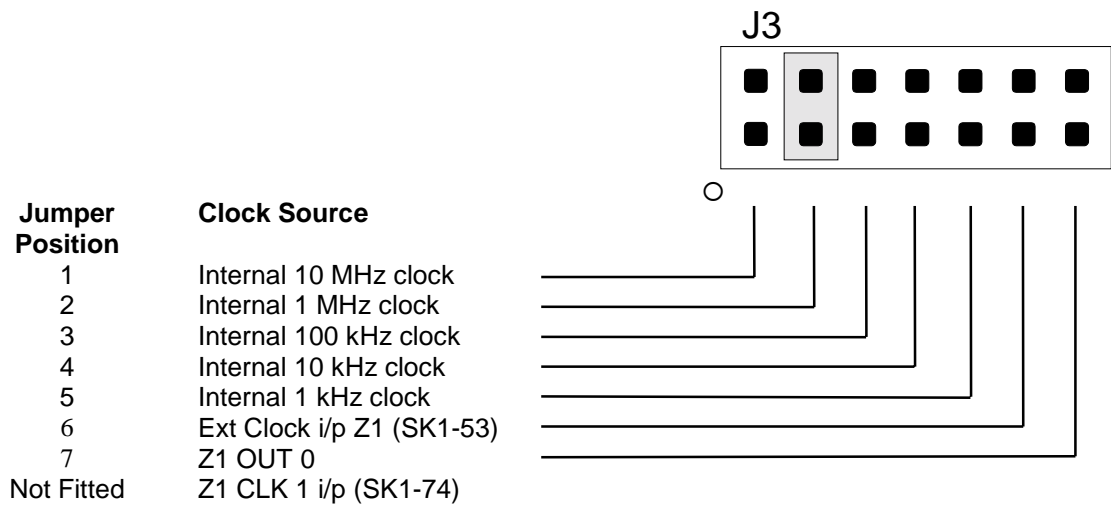 J3
Jumper Position Clock Source
1 Internal 10 MHz clock
2 Internal 1 MHz clock
3 Internal 100 kHz clock
4 Internal 10 kHz clock
5 Internal 1 kHz clock
6 Ext Clock i/p Z1 (SK1-53)
7 Z1 OUT 0
Not Fitted Z1 CLK 1 i/p (SK1-74)